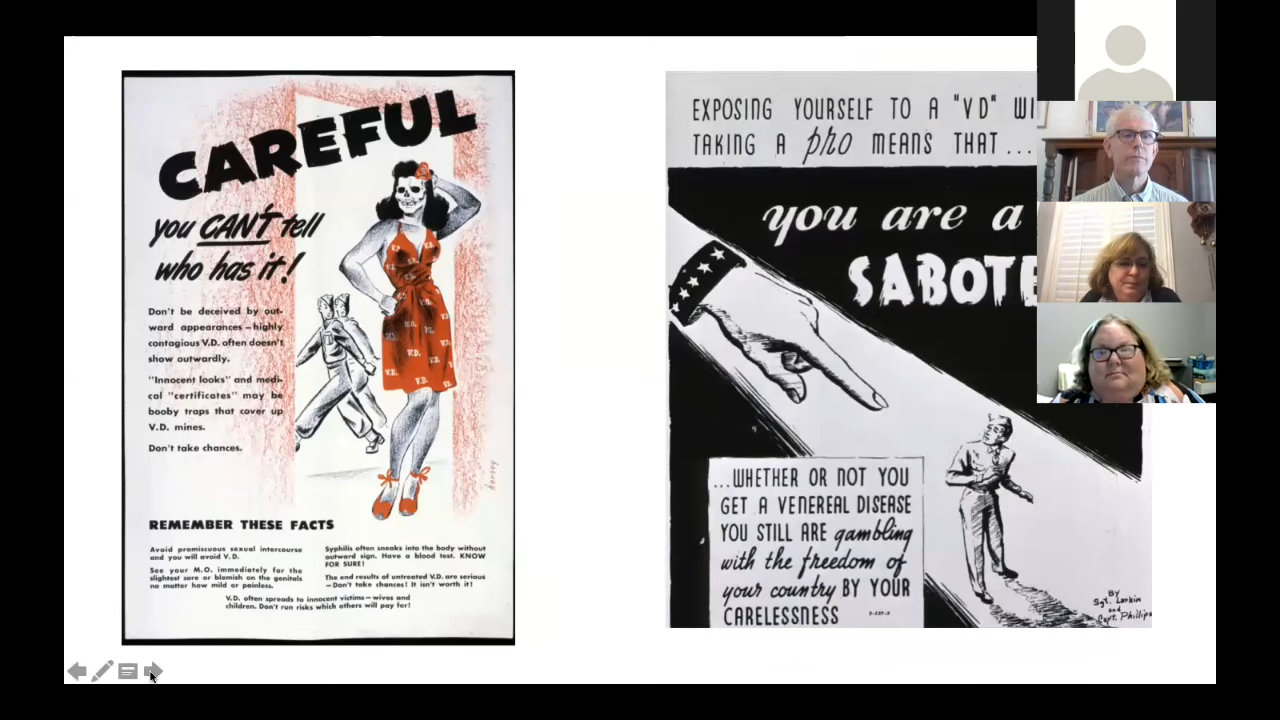 CAREFUL
you CAN'T tell
who has it!
Don't be deceived by out-
ward appearances – highly
contagious V.D. often doesn't
show outwardly.
"Innocent looks" and medi-
cal "certificates" may be
booby traps that cover up
V.D. mines.
Don't take chances.
REMEMBER THESE FACTS
Avoid promiscuous sexual intercourse
and you will avoid V.D.
See your M.O. immediately for the
slightest sore or blemish on the genitals
no matter how mild or painless.
Syphilis often sneaks into the body without
outward sign. Have a blood test. KNOW
FOR SURE!
The end results of untreated V.D. are serious
—Don't take chances! It isn't worth it!
V.D. often spreads to innocent victims—wives and
children. Don't run risks which others will pay for!
V.D.
V.D.
V.D.
V.D.
V.D.
V.D.
hersey
EXPOSING YOURSELF TO A "VD" WI
TAKING A pro MEANS THAT ...
you are a
SABOTE
...WHETHER OR NOT YOU
GET A VENEREAL DISEASE
YOU STILL ARE gambling
with the freedom of
your country BY YOUR
CARELESSNESS
By
Sgt. Larkin
and
Capt. Phillips